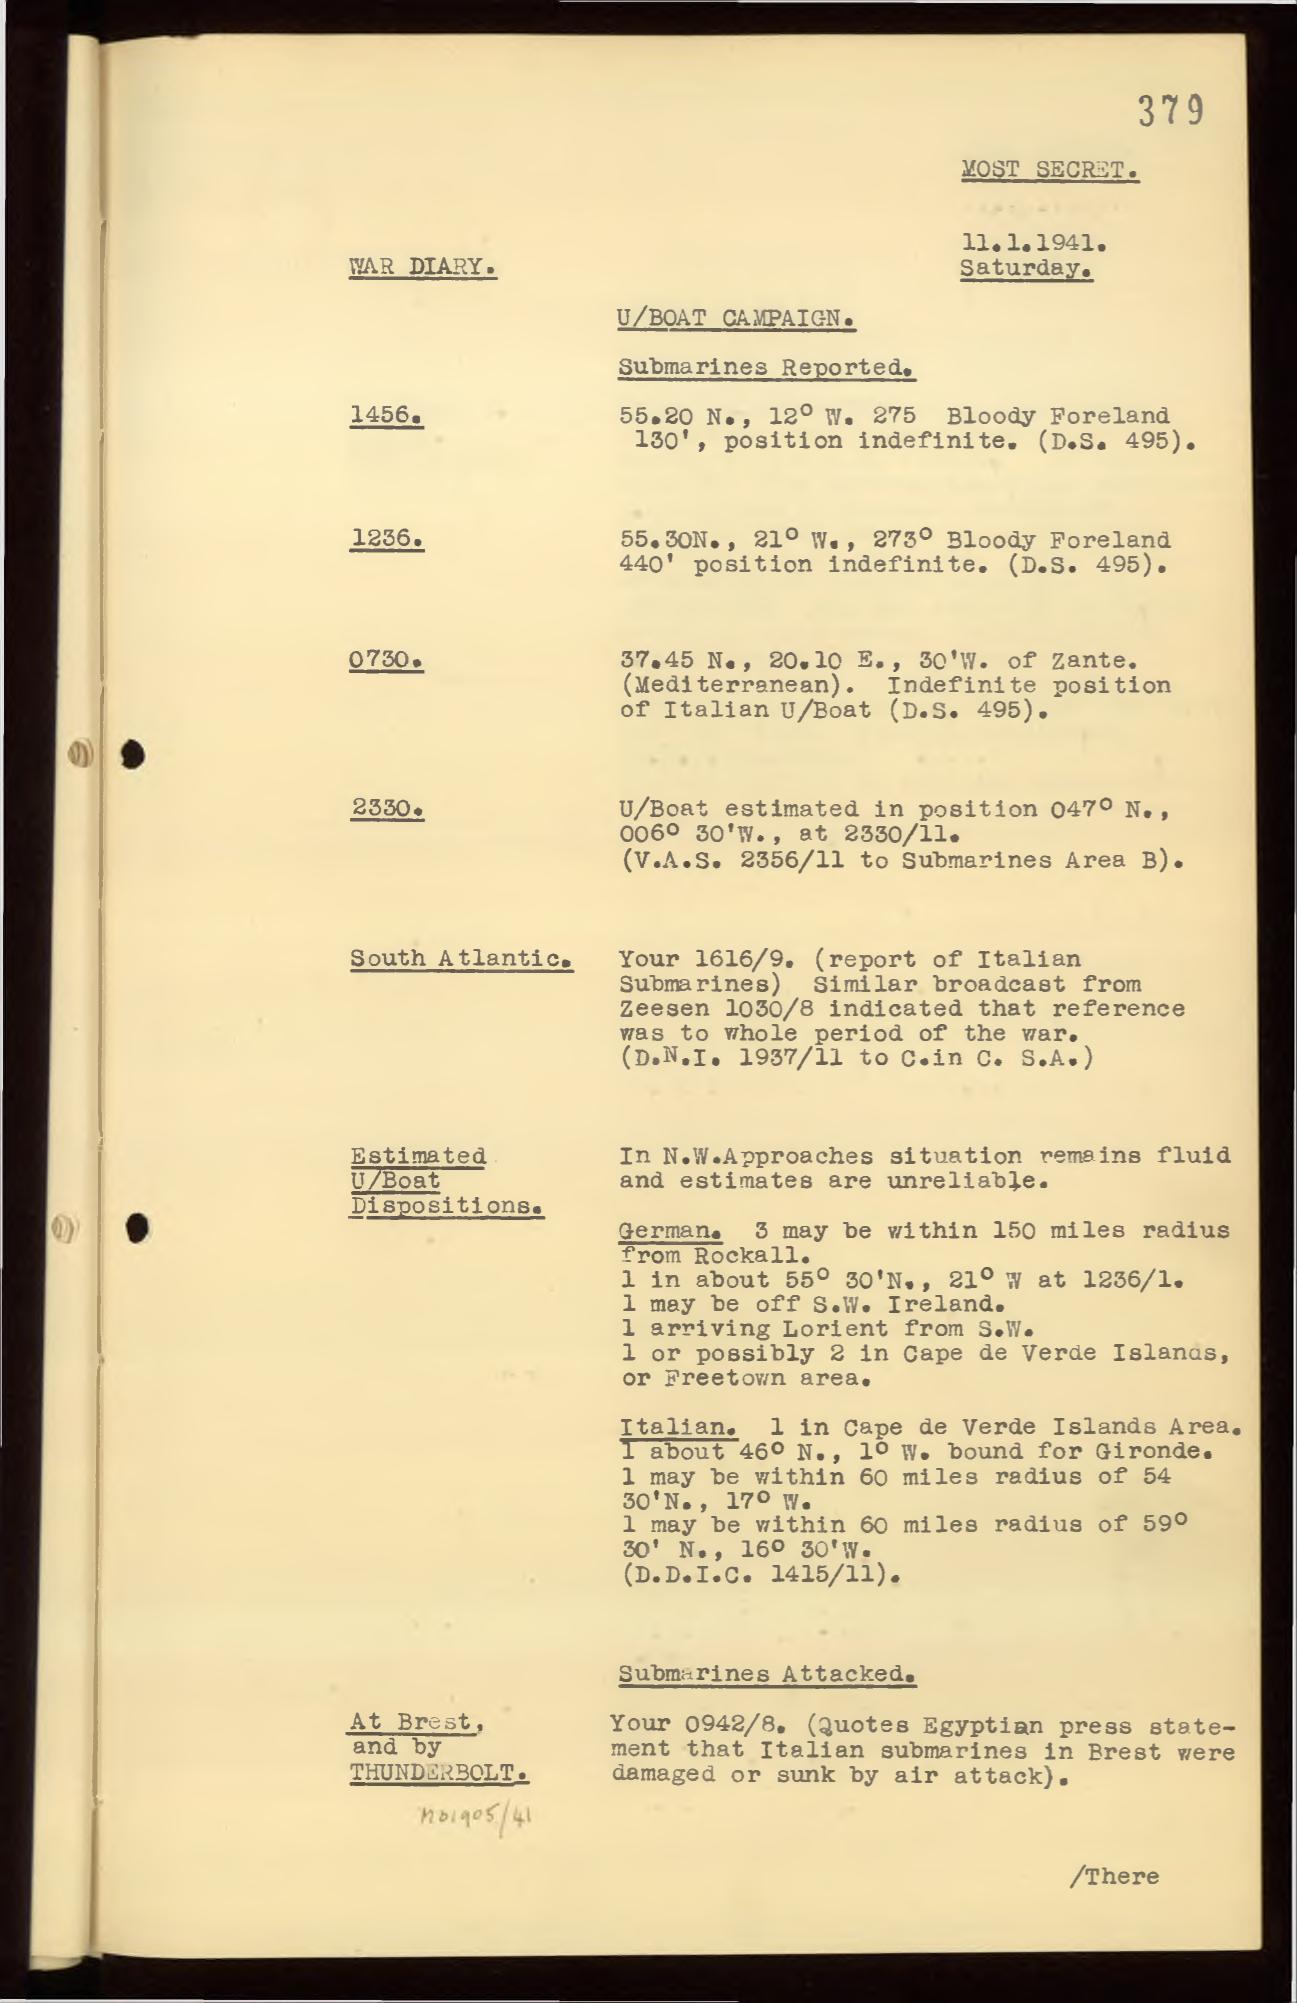 379
MOST SECRET.
11.1.1941.
Saturday.
WAR DIARY.
U/BOAT CAMPAIGN.
Submarines Reported.
1456.
55.20 N., 12° W. 275 Bloody Foreland
130', position indefinite. (D.S. 495).
1236.
55.30N., 21° W., 273° Bloody Foreland
440' position indefinite. (D.S. 495).
0730.
37.45 N., 20.10 E., 30'W. of Zante.
(Mediterranean). Indefinite position
of Italian U/Boat (D.S. 495).
2330.
U/Boat estimated in position 047° N.,
006° 30'W., at 2330/11.
(V.A.S. 2356/11 to Submarines Area B).
South Atlantic.
Your 1616/9. (report of Italian
Submarines) Similar broadcast from
Zeesen 1030/8 indicated that reference
was to whole period of the war.
(D.N.I. 1937/11 to C.in C. S.A.)
Estimated
U/Boat
Dispositions.
In N.W.Approaches situation remains fluid
and estimates are unreliable.
German. 3 may be within 150 miles radius
from Rockall.
1 in about 55° 30'N., 21° W at 1236/1.
1 may be off S.W. Ireland.
1 arriving Lorient from S.W.
1 or possibly 2 in Cape de Verde Islands,
or Freetown area.
Italian. 1 in Cape de Verde Islands Area.
1 about 46° N., 1° W. bound for Gironde.
1 may be within 60 miles radius of 54
30'N., 17° W.
1 may be within 60 miles radius of 59°
30' N., 16° 30'W.
(D.D.I.C. 1415/11).
Submarines Attacked.
At Brest,
and by
THUNDERBOLT.
Your 0942/8. (Quotes Egyptian press state-
ment that Italian submarines in Brest were
damaged or sunk by air attack).
/There